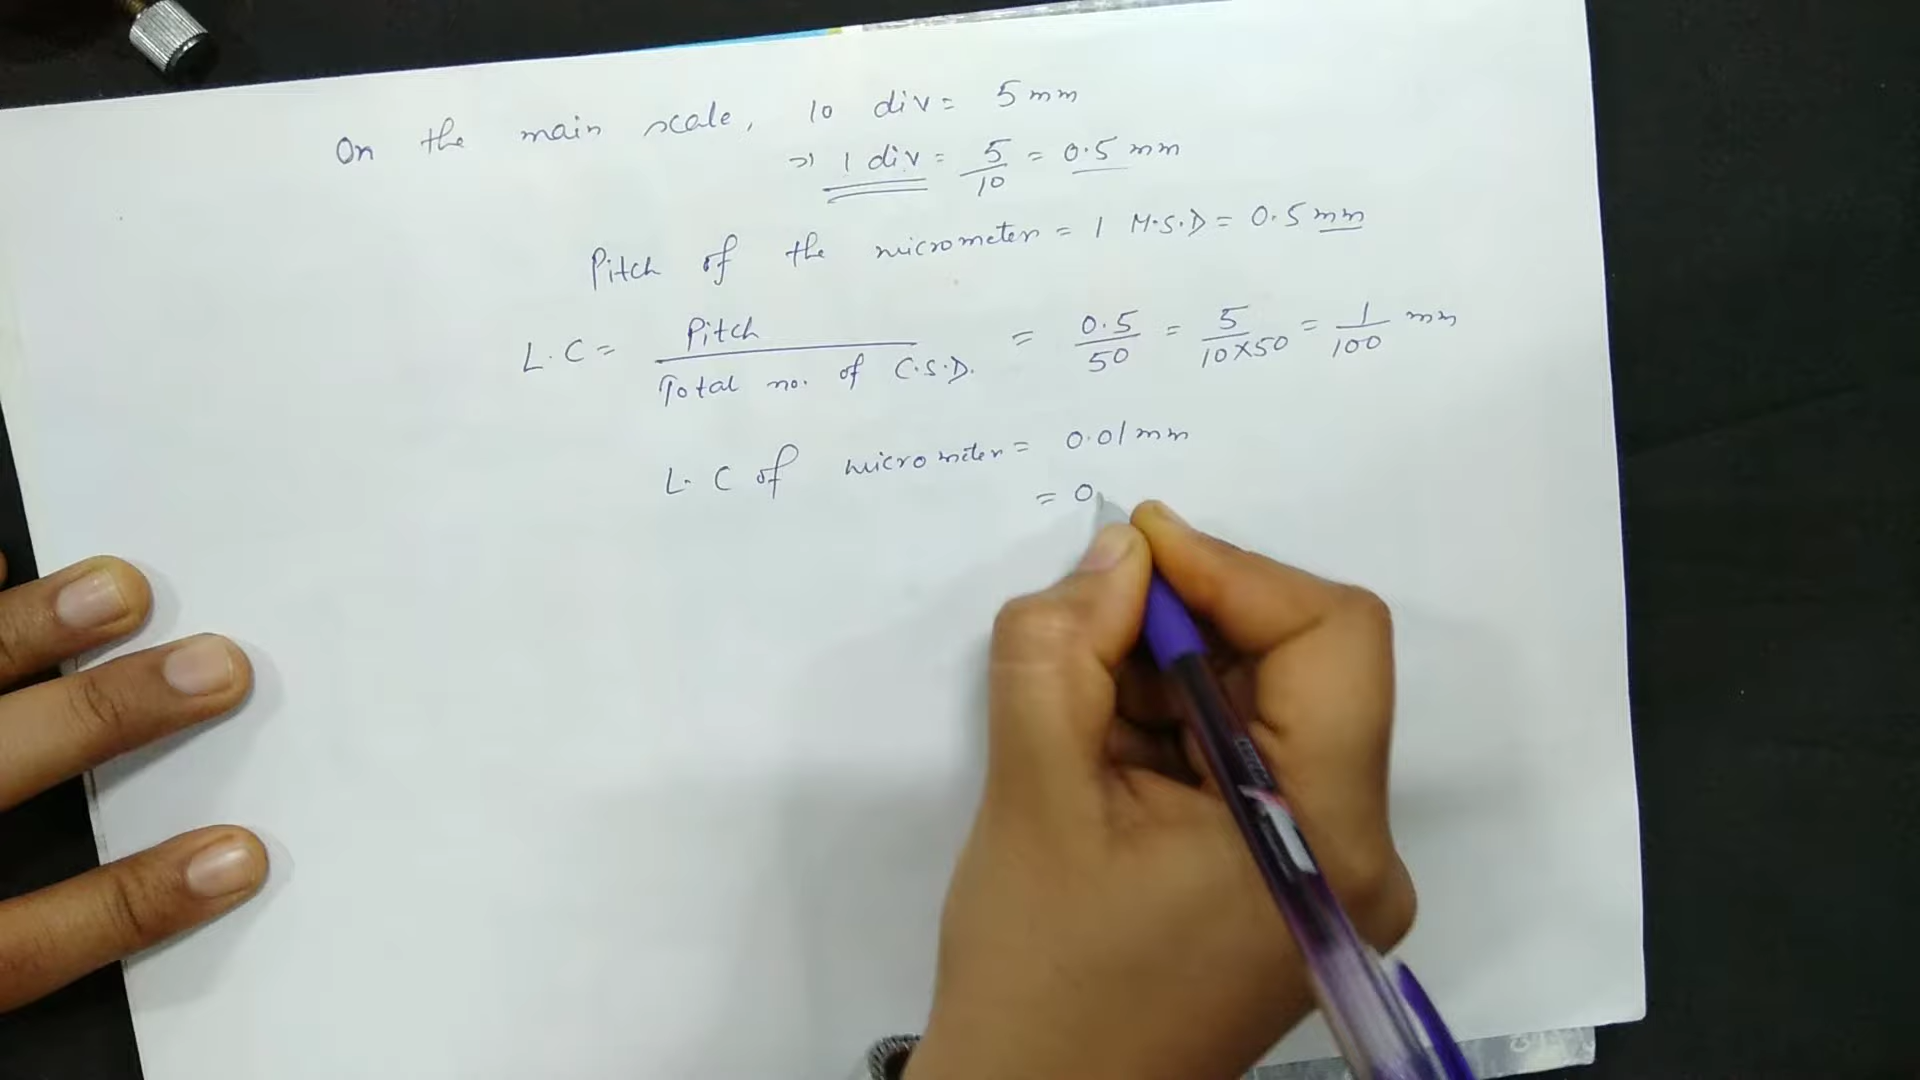 On the main scale, 10 div = 5 mm
⇒ 1 div = 5/10 = 0.5 mm
Pitch of the micrometer = 1 M.S.D = 0.5 mm
L.C = Pitch / Total no. of C.S.D. = 0.5/50 = 5/10×50 = 1/100 mm
L.C of micrometer = 0.01 mm
= 0